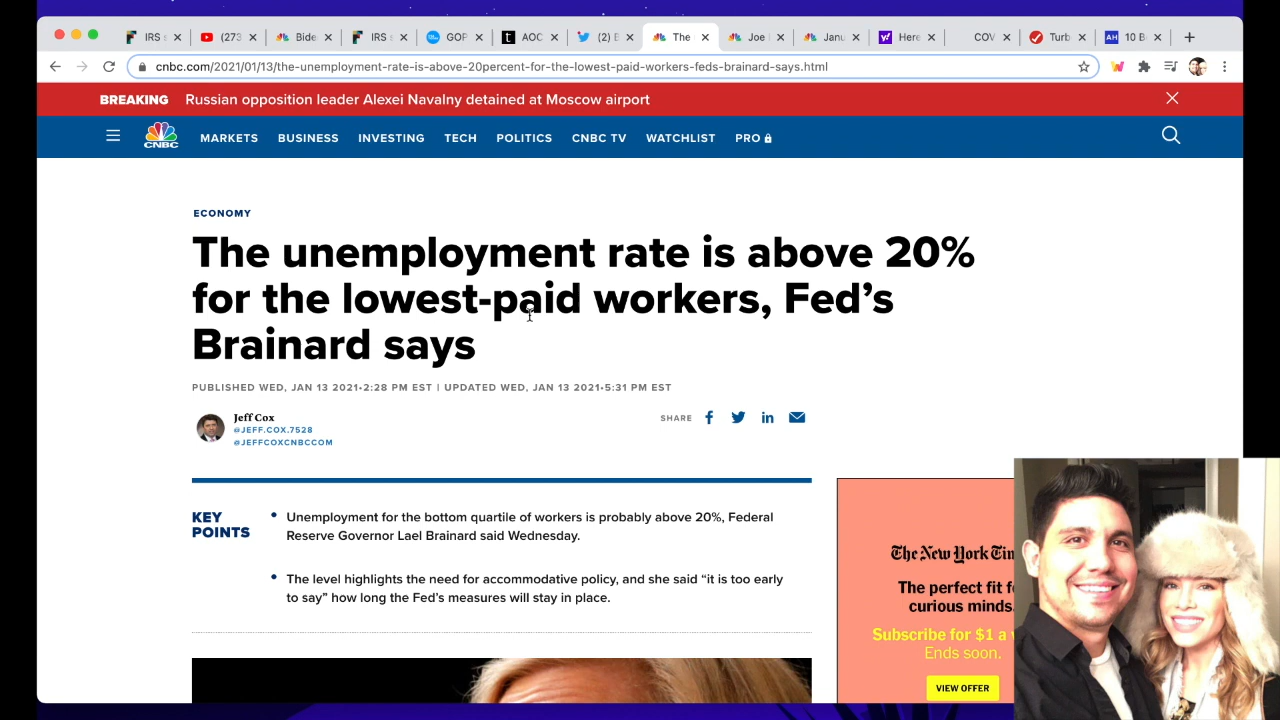 IRS
(273
Bide
IRS
GOP
AOC
(2) E
The
Joe
Janu
Here
COV
Turb
AH 10 B
cnbc.com/2021/01/13/the-unemployment-rate-is-above-20percent-for-the-lowest-paid-workers-feds-brainard-says.html
BREAKING Russian opposition leader Alexei Navalny detained at Moscow airport
CNBC MARKETS BUSINESS INVESTING TECH POLITICS CNBC TV WATCHLIST PRO
ECONOMY
The unemployment rate is above 20%
for the lowest-paid workers, Fed’s
Brainard says
PUBLISHED WED, JAN 13 2021•2:28 PM EST | UPDATED WED, JAN 13 2021•5:31 PM EST
Jeff Cox
@JEFF.COX.7528
@JEFFCOXCNBCCOM
SHARE
KEY
POINTS
Unemployment for the bottom quartile of workers is probably above 20%, Federal
Reserve Governor Lael Brainard said Wednesday.
The level highlights the need for accommodative policy, and she said “it is too early
to say” how long the Fed’s measures will stay in place.
The New York Tim
The perfect fit f
curious minds.
Subscribe for $1 a
Ends soon.
VIEW OFFER